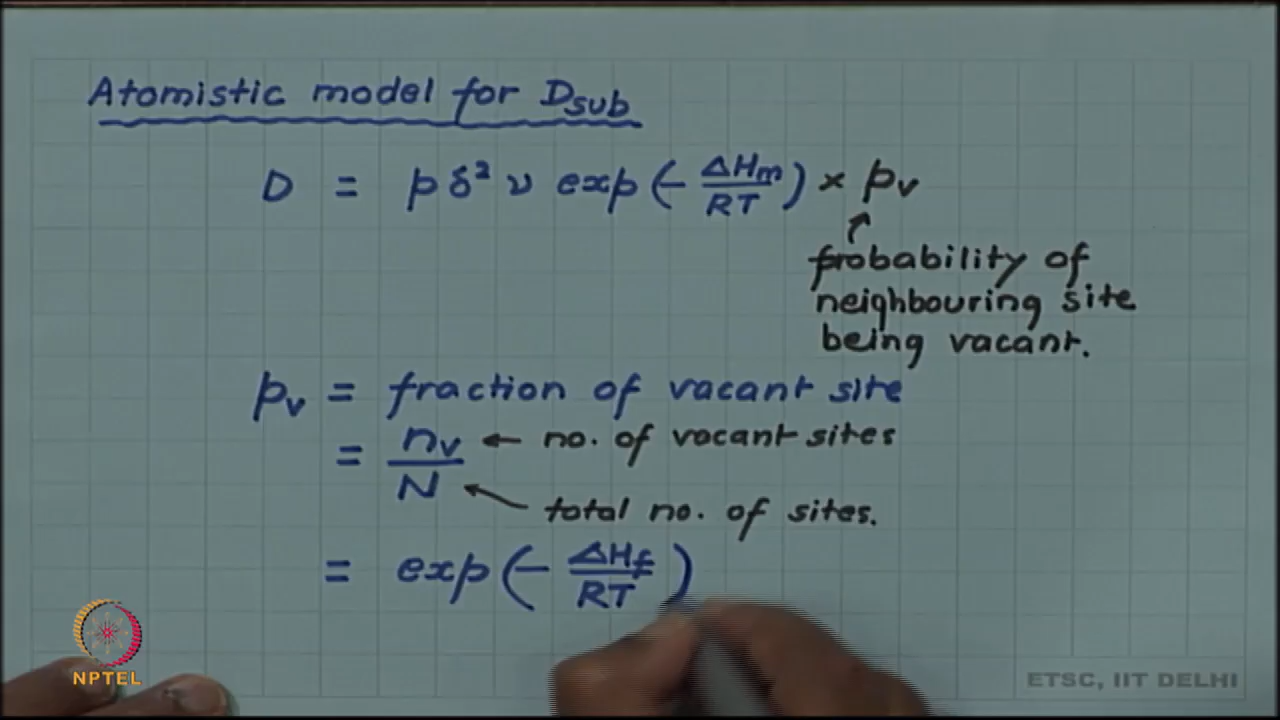 Atomistic model for Dsub
D = p δ² ν exp (- ΔHm / RT) × pv
probability of
neighbouring site
being vacant.
pv = fraction of vacant site
= nv / N ← no. of vacant sites
total no. of sites.
= exp (- ΔHf / RT)
NPTEL
ETSC, IIT DELHI